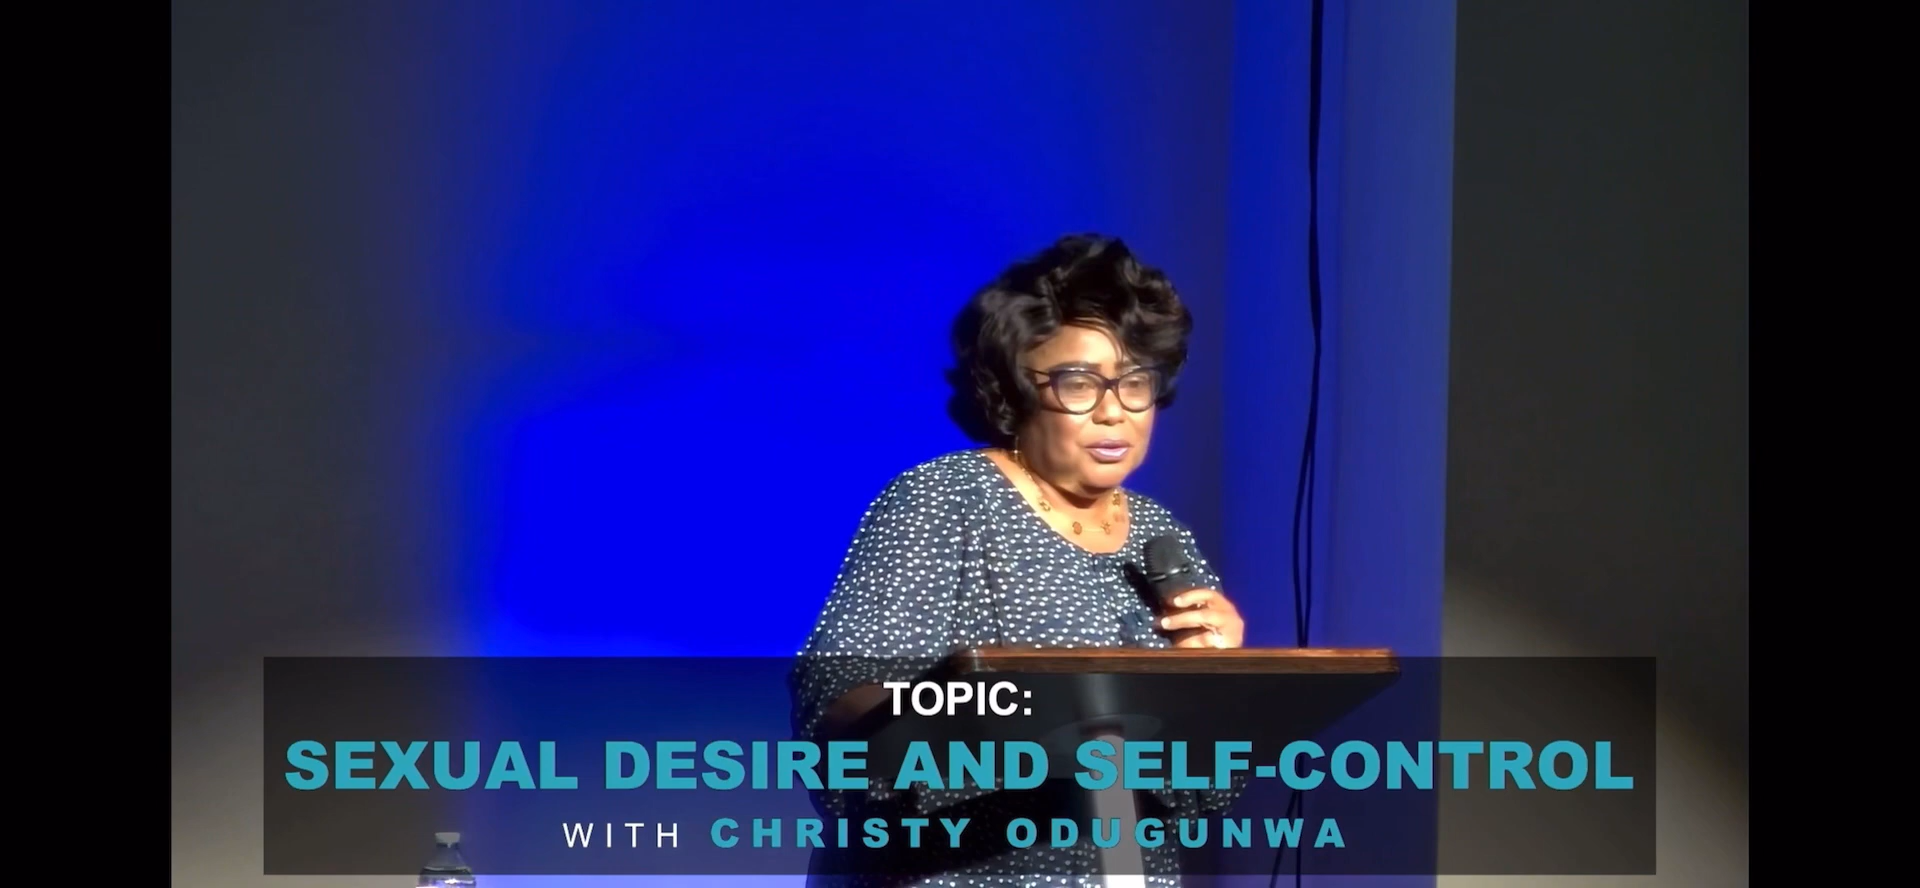 TOPIC:
SEXUAL DESIRE AND SELF-CONTROL
WITH CHRISTY ODUGUNWA